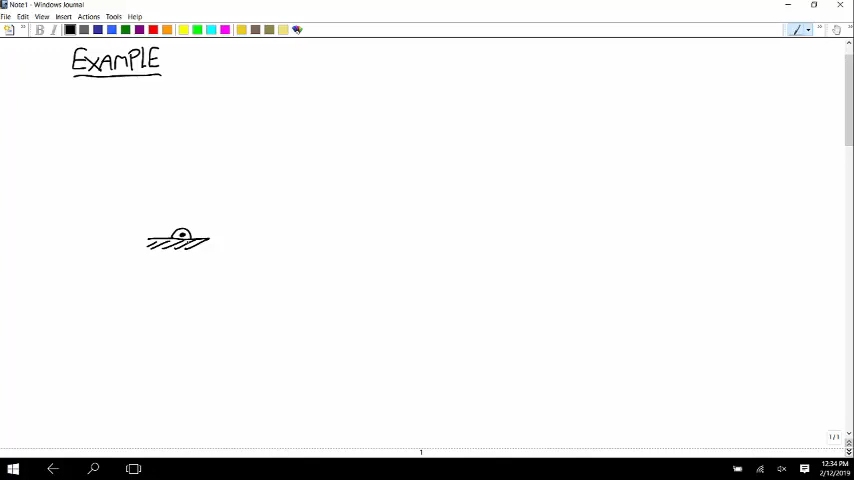 Note1 - Windows Journal
File Edit View Insert Actions Tools Help
B I
EXAMPLE
1/1
1
12:34 PM
2/12/2019